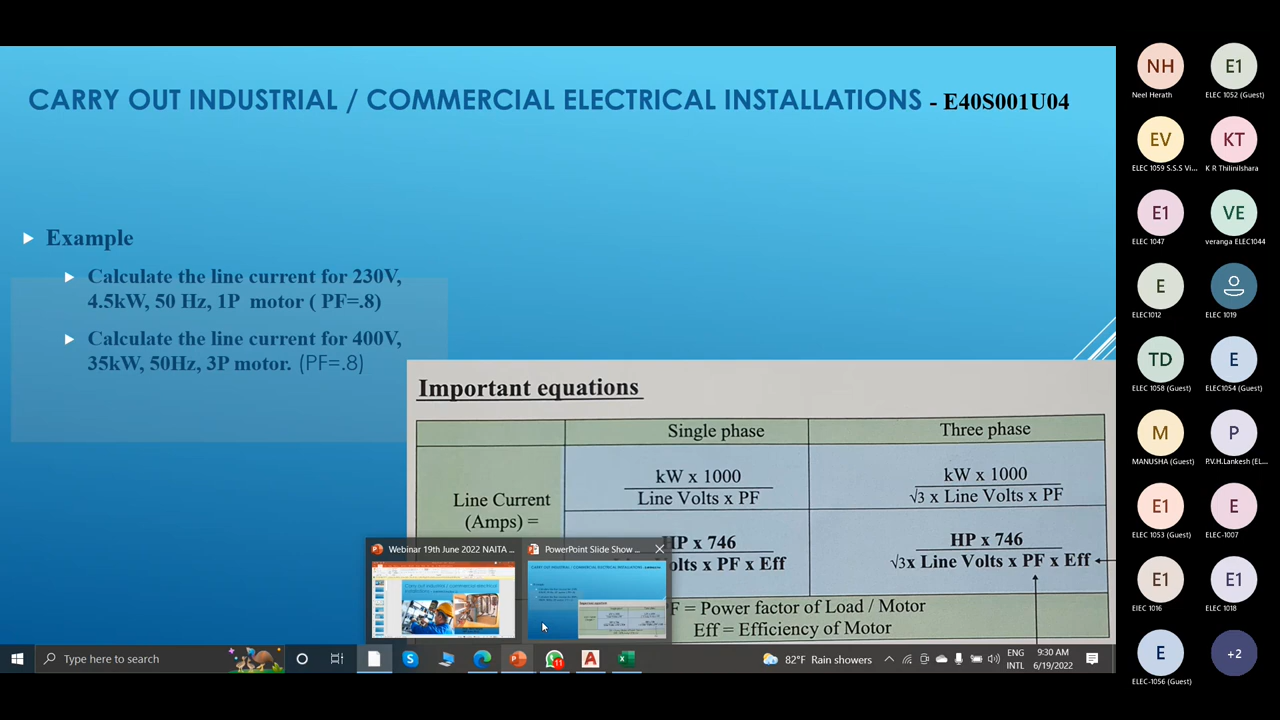 CARRY OUT INDUSTRIAL / COMMERCIAL ELECTRICAL INSTALLATIONS - E40S001U04
Example
Calculate the line current for 230V,
4.5kW, 50 Hz, 1P motor ( PF=.8)
Calculate the line current for 400V,
35kW, 50Hz, 3P motor. (PF=.8)
Important equations
Single phase
Three phase
Line Current
(Amps) =
kW x 1000
Line Volts x PF
kW x 1000
√3 x Line Volts x PF
HP x 746
olts x PF x Eff
HP x 746
√3x Line Volts x PF x Eff
F = Power factor of Load / Motor
Eff = Efficiency of Motor
Webinar 19th June 2022 NAITA ...
PowerPoint Slide Show ...
Type here to search
82°F Rain showers
ENG
INTL
9:30 AM
6/19/2022
NH
Neel Herath
E1
ELEC 1052 (Guest)
EV
ELEC 1059 S.S.S Vi...
KT
K R Thilinilshara
E1
ELEC 1047
VE
veranga ELEC1044
E
ELEC1012
ELEC 1019
TD
ELEC 1058 (Guest)
E
ELEC1054 (Guest)
M
MANUSHA (Guest)
P
P.V.H.Lankesh (EL...
E1
ELEC 1053 (Guest)
E
ELEC-1007
E1
EIEC 1016
E1
ELEC 1018
E
ELEC-1056 (Guest)
+2